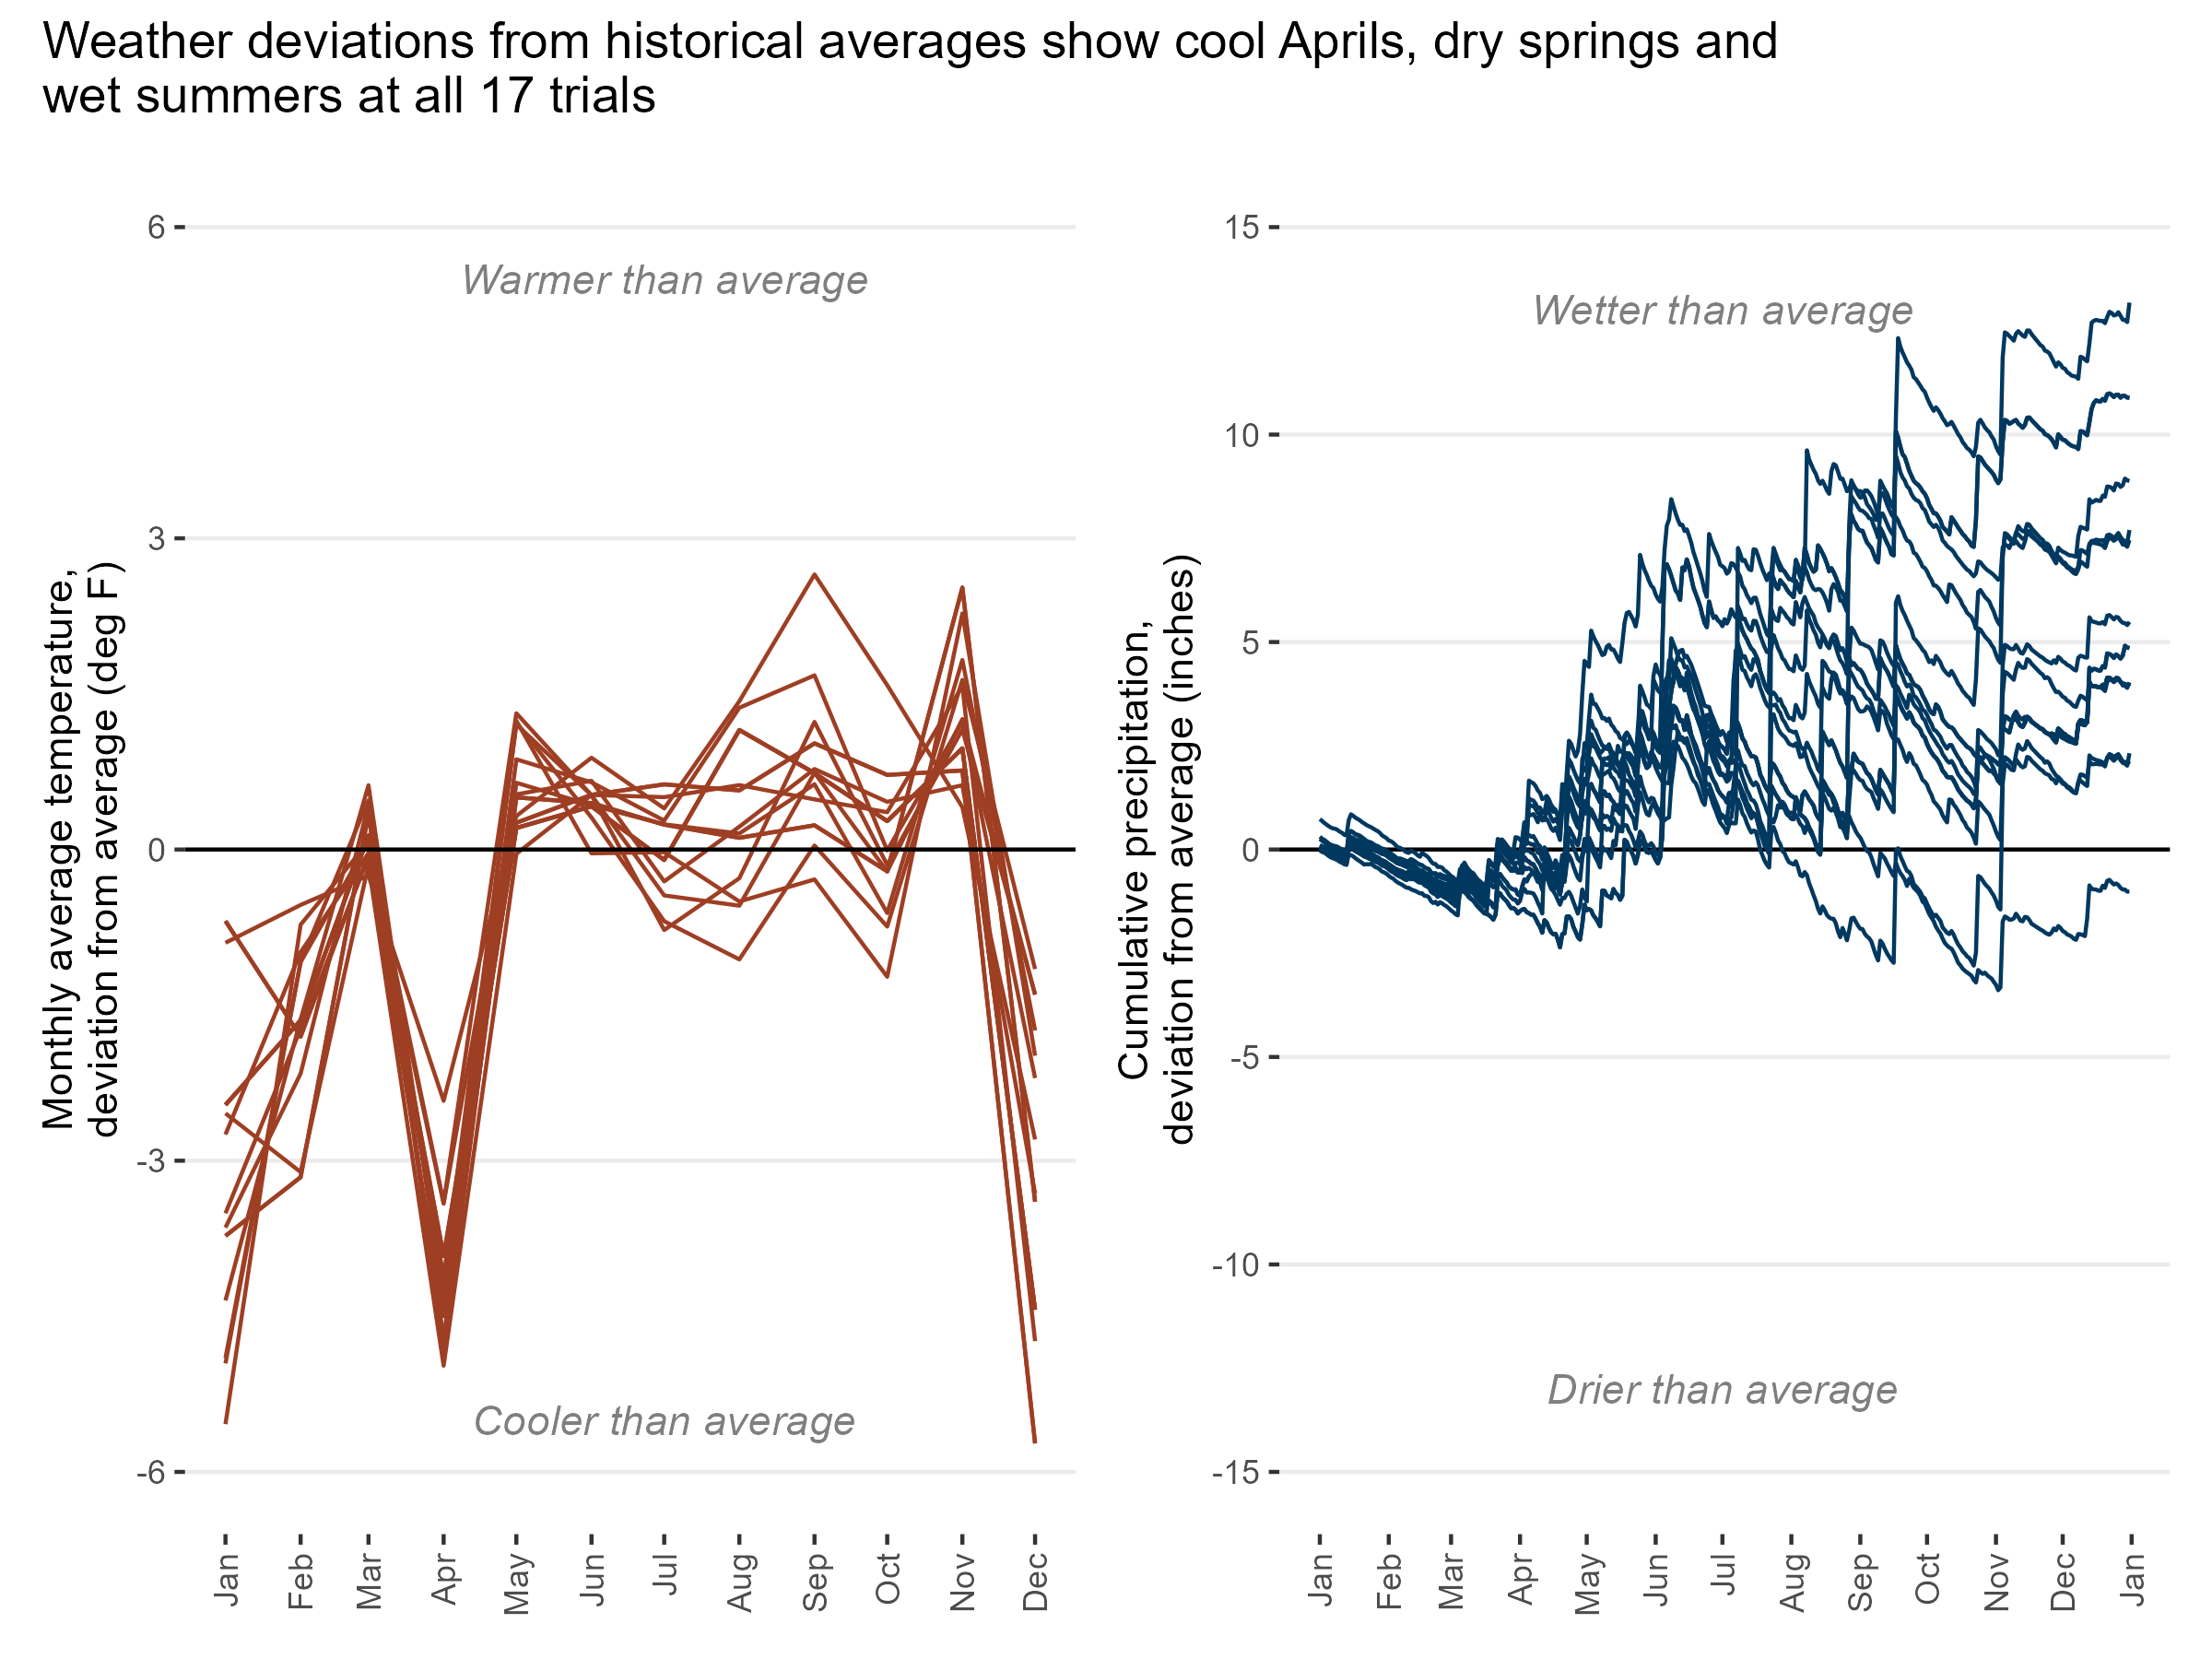 Weather deviations from historical averages show cool Aprils, dry springs and
wet summers at all 17 trials
Monthly average temperature,
deviation from average (deg F)
6
3
0
-3
-6
Warmer than average
Cooler than average
Jan
Feb
Mar
Apr
May
Jun
Jul
Aug
Sep
Oct
Nov
Dec
Cumulative precipitation,
deviation from average (inches)
15
10
5
0
-5
-10
-15
Wetter than average
Drier than average
Jan
Feb
Mar
Apr
May
Jun
Jul
Aug
Sep
Oct
Nov
Dec
Jan